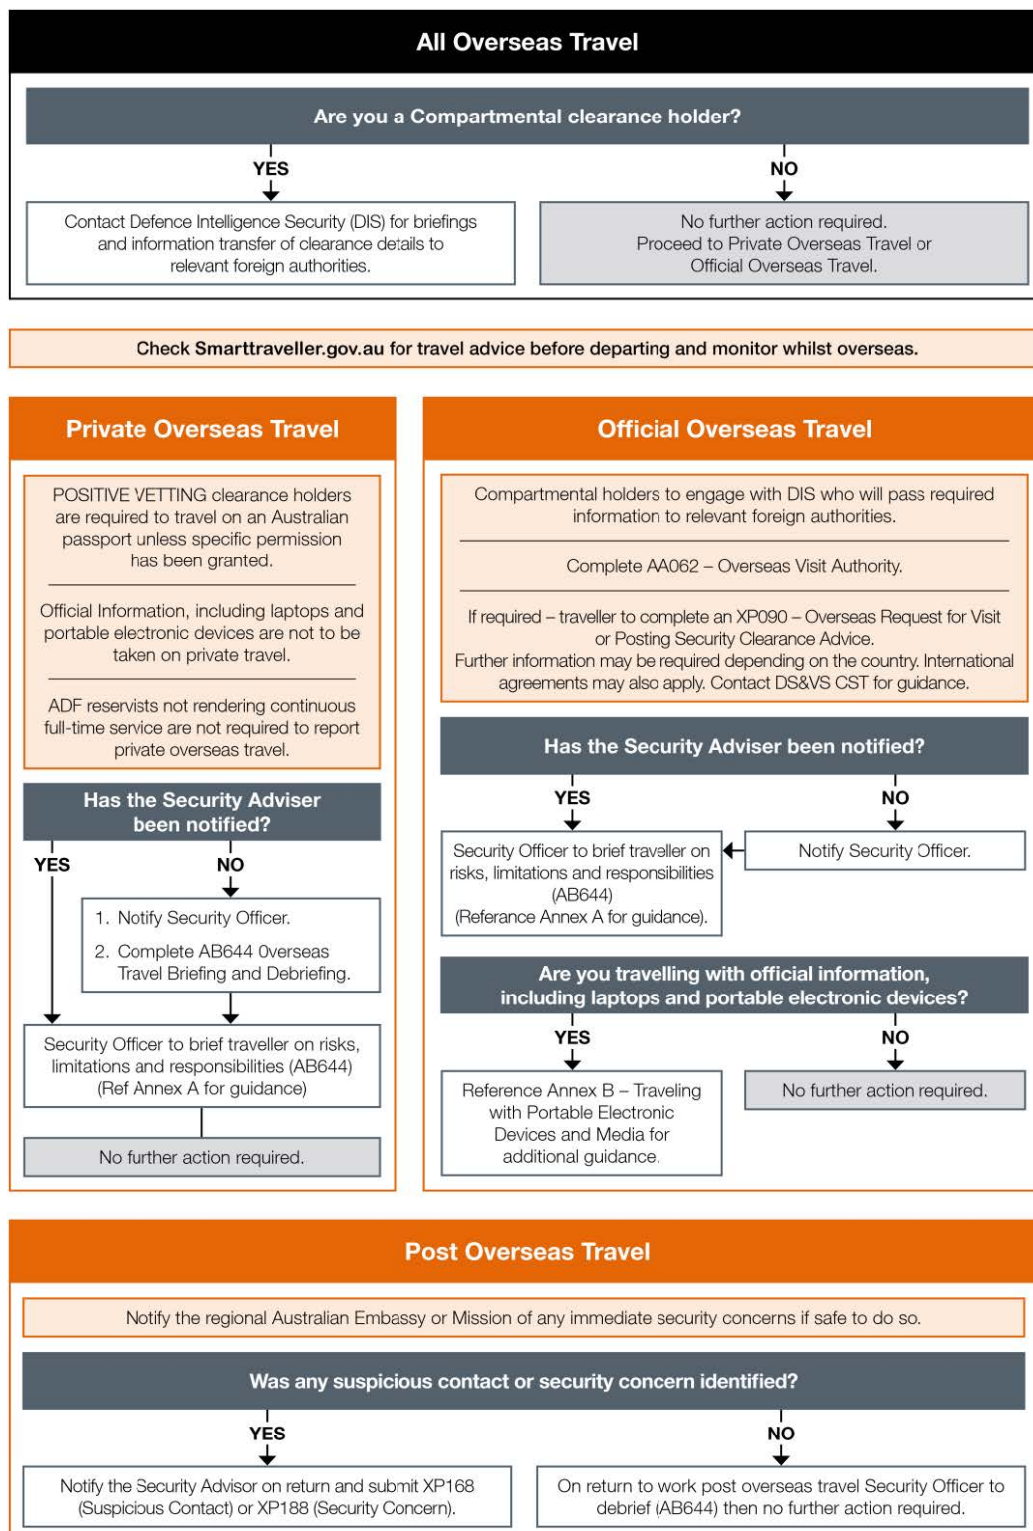 All Overseas Travel
Are you a Compartmental clearance holder?
YES
NO
Contact Defence Intelligence Security (DIS) for briefings
and information transfer of clearance details to
relevant foreign authorities.
No further action required.
Proceed to Private Overseas Travel or
Official Overseas Travel.
Check Smarttraveller.gov.au for travel advice before departing and monitor whilst overseas.
Private Overseas Travel
POSITIVE VETTING clearance holders
are required to travel on an Australian
passport unless specific permission
has been granted.
Official Information, including laptops and
portable electronic devices are not to be
taken on private travel.
ADF reservists not rendering continuous
full-time service are not required to report
private overseas travel.
Has the Security Adviser
been notified?
YES
NO
1. Notify Security Officer.
2. Complete AB644 Overseas
Travel Briefing and Debriefing.
Security Officer to brief traveller on risks,
limitations and responsibilities (AB644)
(Ref Annex A for guidance)
No further action required.
Official Overseas Travel
Compartmental holders to engage with DIS who will pass required
information to relevant foreign authorities.
Complete AA062 – Overseas Visit Authority.
If required – traveller to complete an XP090 – Overseas Request for Visit
or Posting Security Clearance Advice.
Further information may be required depending on the country. International
agreements may also apply. Contact DS&VS CST for guidance.
Has the Security Adviser been notified?
YES
NO
Security Officer to brief traveller on
risks, limitations and responsibilities
(AB644)
(Referance Annex A for guidance).
Notify Security Officer.
Are you travelling with official information,
including laptops and portable electronic devices?
YES
NO
Reference Annex B – Traveling
with Portable Electronic
Devices and Media for
additional guidance.
No further action required.
Post Overseas Travel
Notify the regional Australian Embassy or Mission of any immediate security concerns if safe to do so.
Was any suspicious contact or security concern identified?
YES
NO
Notify the Security Advisor on return and submit XP168
(Suspicious Contact) or XP188 (Security Concern).
On return to work post overseas travel Security Officer to
debrief (AB644) then no further action required.